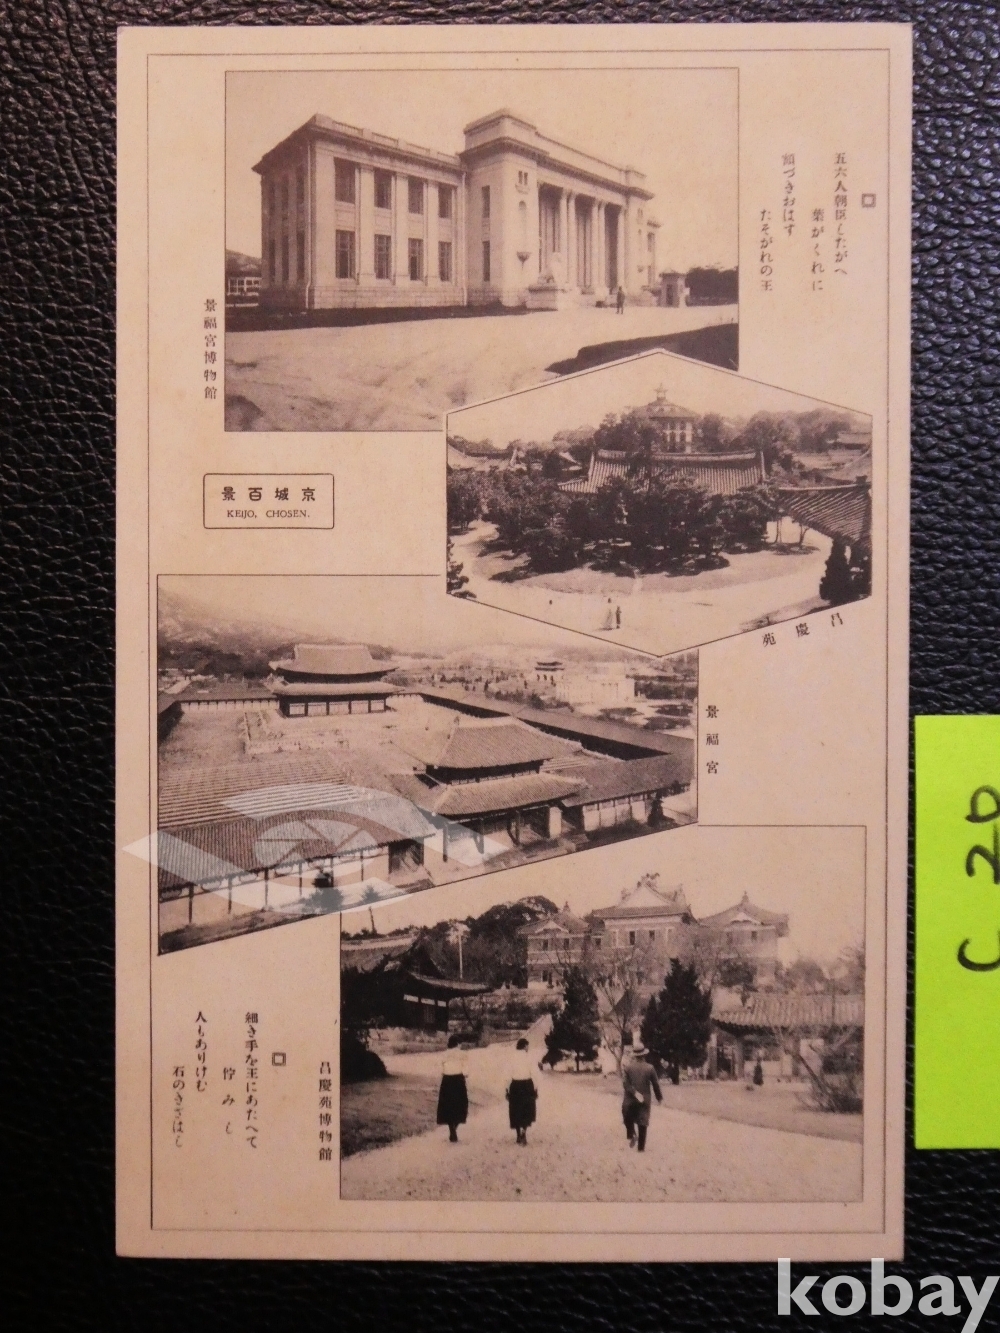 五六人朝臣したがへ
葉がくれに
額づきおはす
たそがれの王
景福宮博物館
京城百景
KEIJO, CHOSEN.
昌慶苑
景福宮
細き手を王にあたへて
佇みし
人もありけむ
石のきざはし
昌慶苑博物館
C 20
kobay